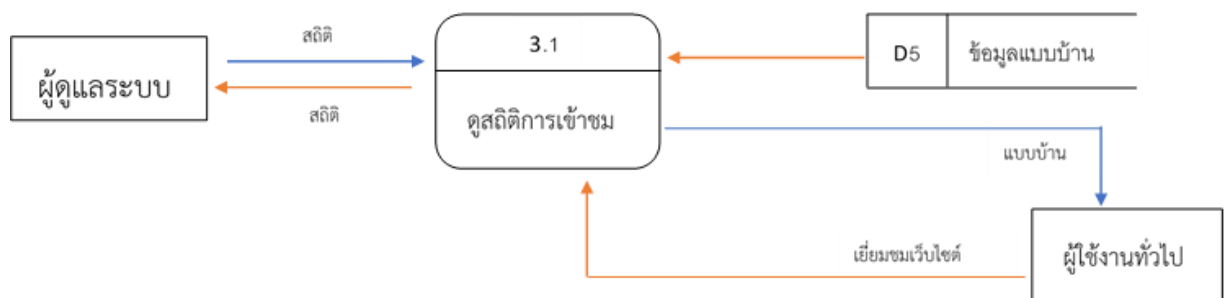 สถิติ
3.1
D5
ข้อมูลแบบบ้าน
ผู้ดูแลระบบ
สถิติ
ดูสถิติการเข้าชม
แบบบ้าน
เยี่ยมชมเว็บไซต์
ผู้ใช้งานทั่วไป